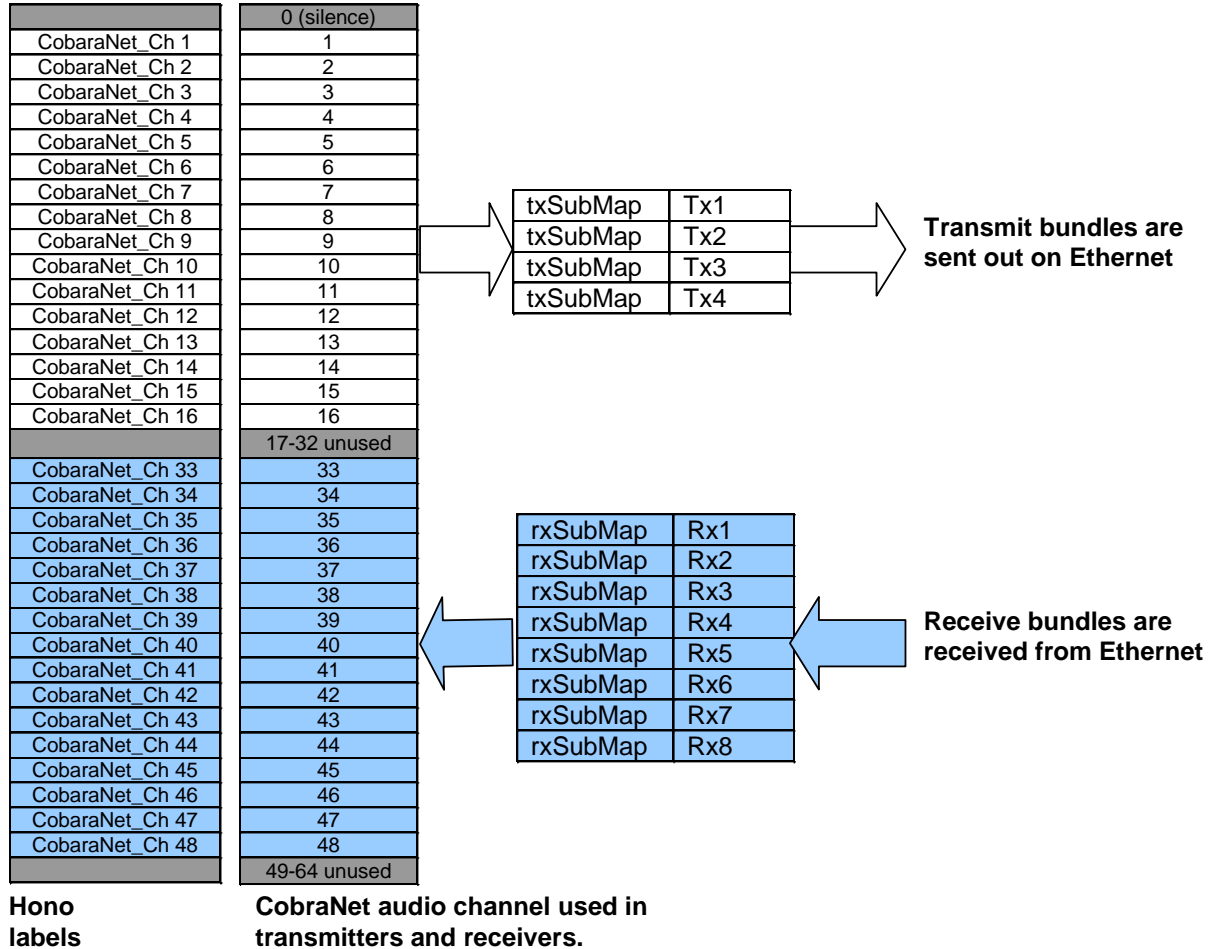 0 (silence)
CobaraNet_Ch 1 1
CobaraNet_Ch 2 2
CobaraNet_Ch 3 3
CobaraNet_Ch 4 4
CobaraNet_Ch 5 5
CobaraNet_Ch 6 6
CobaraNet_Ch 7 7
CobaraNet_Ch 8 8
CobaraNet_Ch 9 9
CobaraNet_Ch 10 10
CobaraNet_Ch 11 11
CobaraNet_Ch 12 12
CobaraNet_Ch 13 13
CobaraNet_Ch 14 14
CobaraNet_Ch 15 15
CobaraNet_Ch 16 16
17-32 unused
CobaraNet_Ch 33 33
CobaraNet_Ch 34 34
CobaraNet_Ch 35 35
CobaraNet_Ch 36 36
CobaraNet_Ch 37 37
CobaraNet_Ch 38 38
CobaraNet_Ch 39 39
CobaraNet_Ch 40 40
CobaraNet_Ch 41 41
CobaraNet_Ch 42 42
CobaraNet_Ch 43 43
CobaraNet_Ch 44 44
CobaraNet_Ch 45 45
CobaraNet_Ch 46 46
CobaraNet_Ch 47 47
CobaraNet_Ch 48 48
49-64 unused
Hono
labels
CobraNet audio channel used in
transmitters and receivers.
txSubMap Tx1
txSubMap Tx2
txSubMap Tx3
txSubMap Tx4
Transmit bundles are
sent out on Ethernet
rxSubMap Rx1
rxSubMap Rx2
rxSubMap Rx3
rxSubMap Rx4
rxSubMap Rx5
rxSubMap Rx6
rxSubMap Rx7
rxSubMap Rx8
Receive bundles are
received from Ethernet